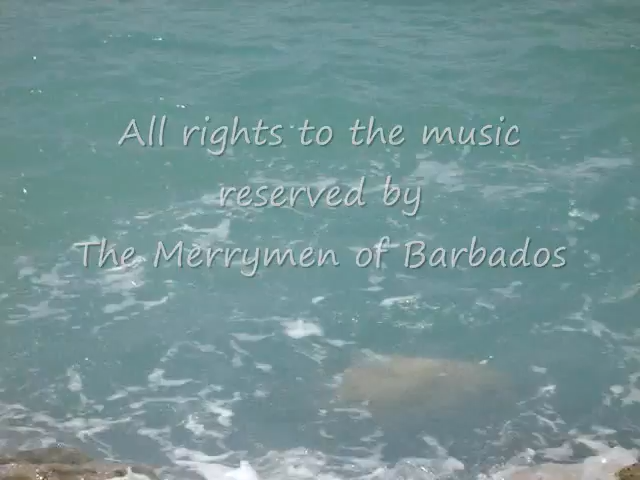 All rights to the music
reserved by
The Merrymen of Barbados